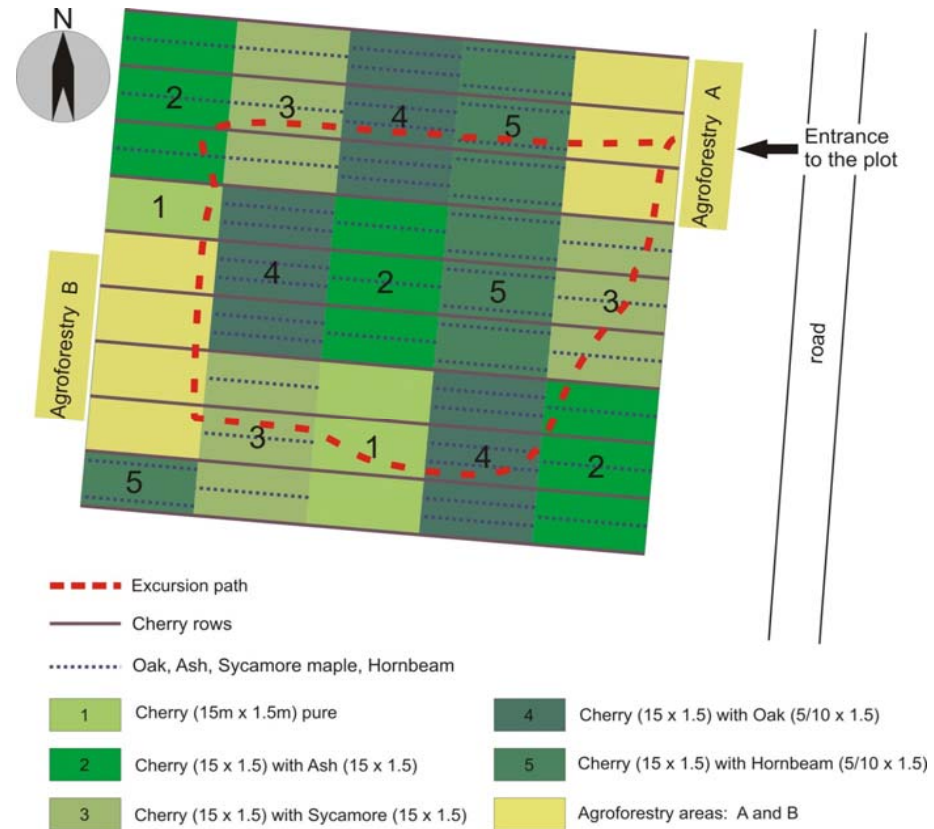 N
2
3
4
5
Agroforestry A
Entrance
to the plot
1
4
2
5
3
Agroforestry B
road
3
1
4
2
5
Excursion path
Cherry rows
Oak, Ash, Sycamore maple, Hornbeam
1 Cherry (15m x 1.5m) pure
4 Cherry (15 x 1.5) with Oak (5/10 x 1.5)
2 Cherry (15 x 1.5) with Ash (15 x 1.5)
5 Cherry (15 x 1.5) with Hornbeam (5/10 x 1.5)
3 Cherry (15 x 1.5) with Sycamore (15 x 1.5)
Agroforestry areas: A and B